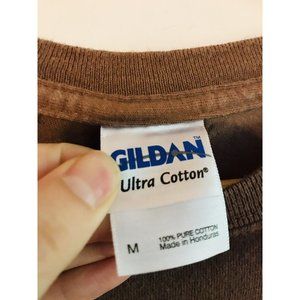 GILDAN
Ultra Cotton®
M
100% PURE COTTON
Made in Honduras